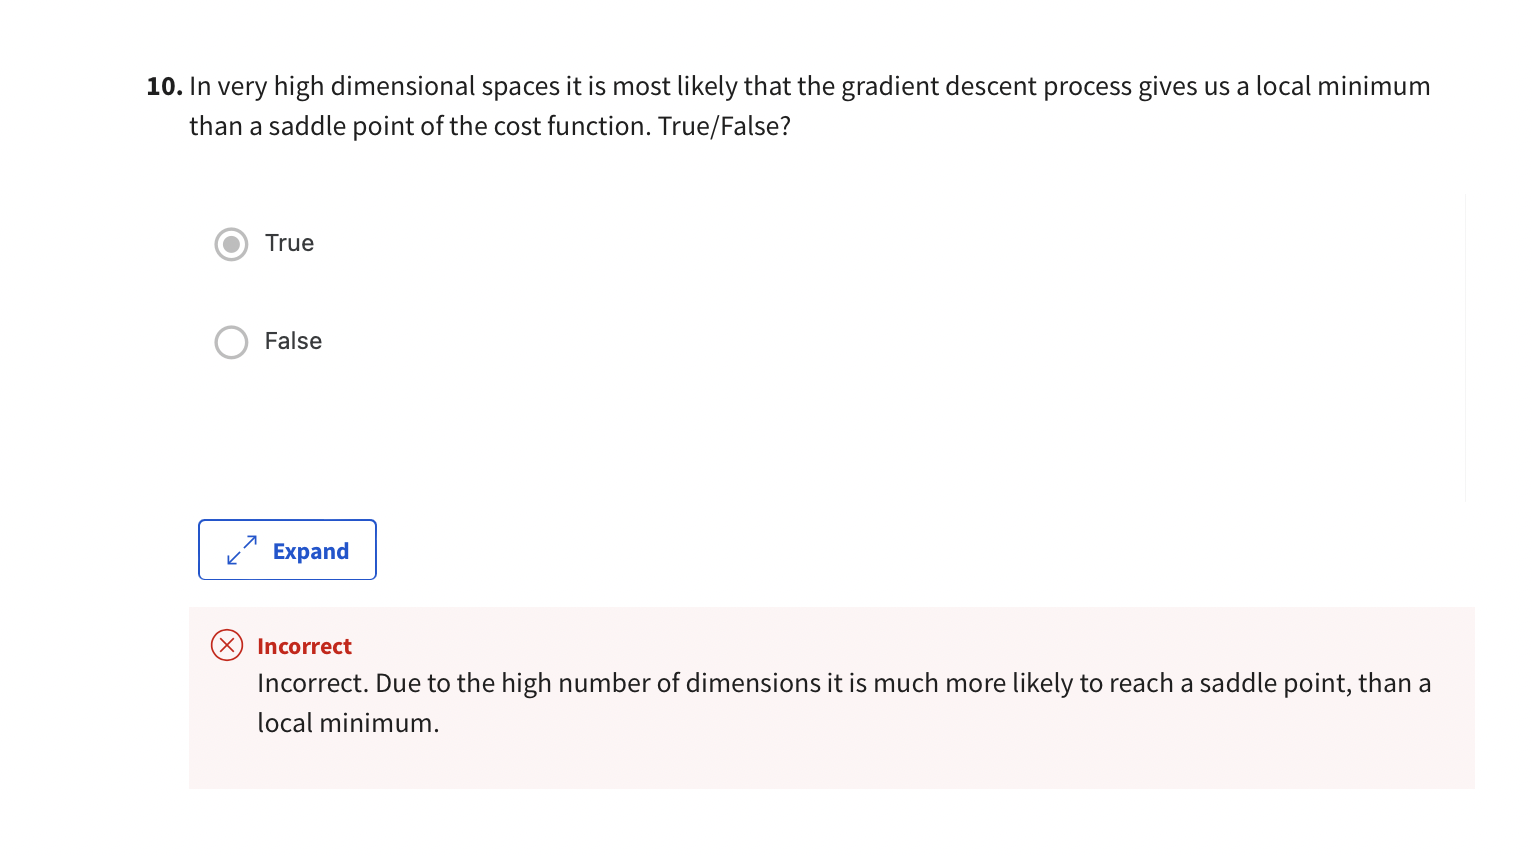 10. In very high dimensional spaces it is most likely that the gradient descent process gives us a local minimum
than a saddle point of the cost function. True/False?
True
False
Expand
Incorrect
Incorrect. Due to the high number of dimensions it is much more likely to reach a saddle point, than a
local minimum.